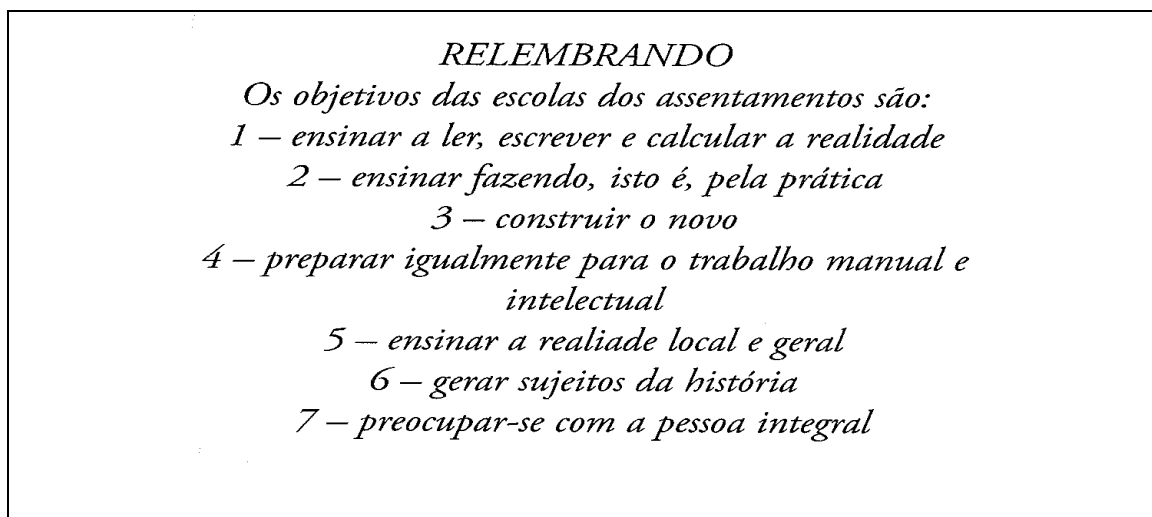 RELEMBRANDO
Os objetivos das escolas dos assentamentos são:
1 – ensinar a ler, escrever e calcular a realidade
2 – ensinar fazendo, isto é, pela prática
3 – construir o novo
4 – preparar igualmente para o trabalho manual e
intelectual
5 – ensinar a realiade local e geral
6 – gerar sujeitos da história
7 – preocupar-se com a pessoa integral